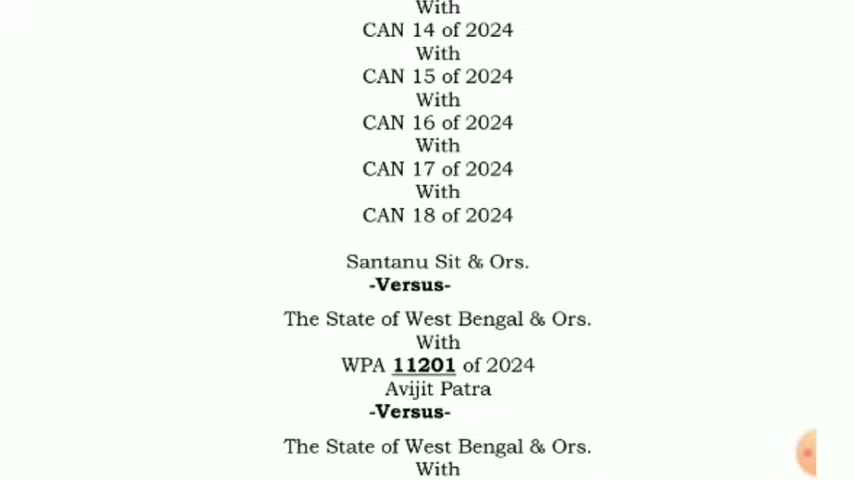 With
CAN 14 of 2024
With
CAN 15 of 2024
With
CAN 16 of 2024
With
CAN 17 of 2024
With
CAN 18 of 2024
Santanu Sit & Ors.
-Versus-
The State of West Bengal & Ors.
With
WPA 11201 of 2024
Avijit Patra
-Versus-
The State of West Bengal & Ors.
With